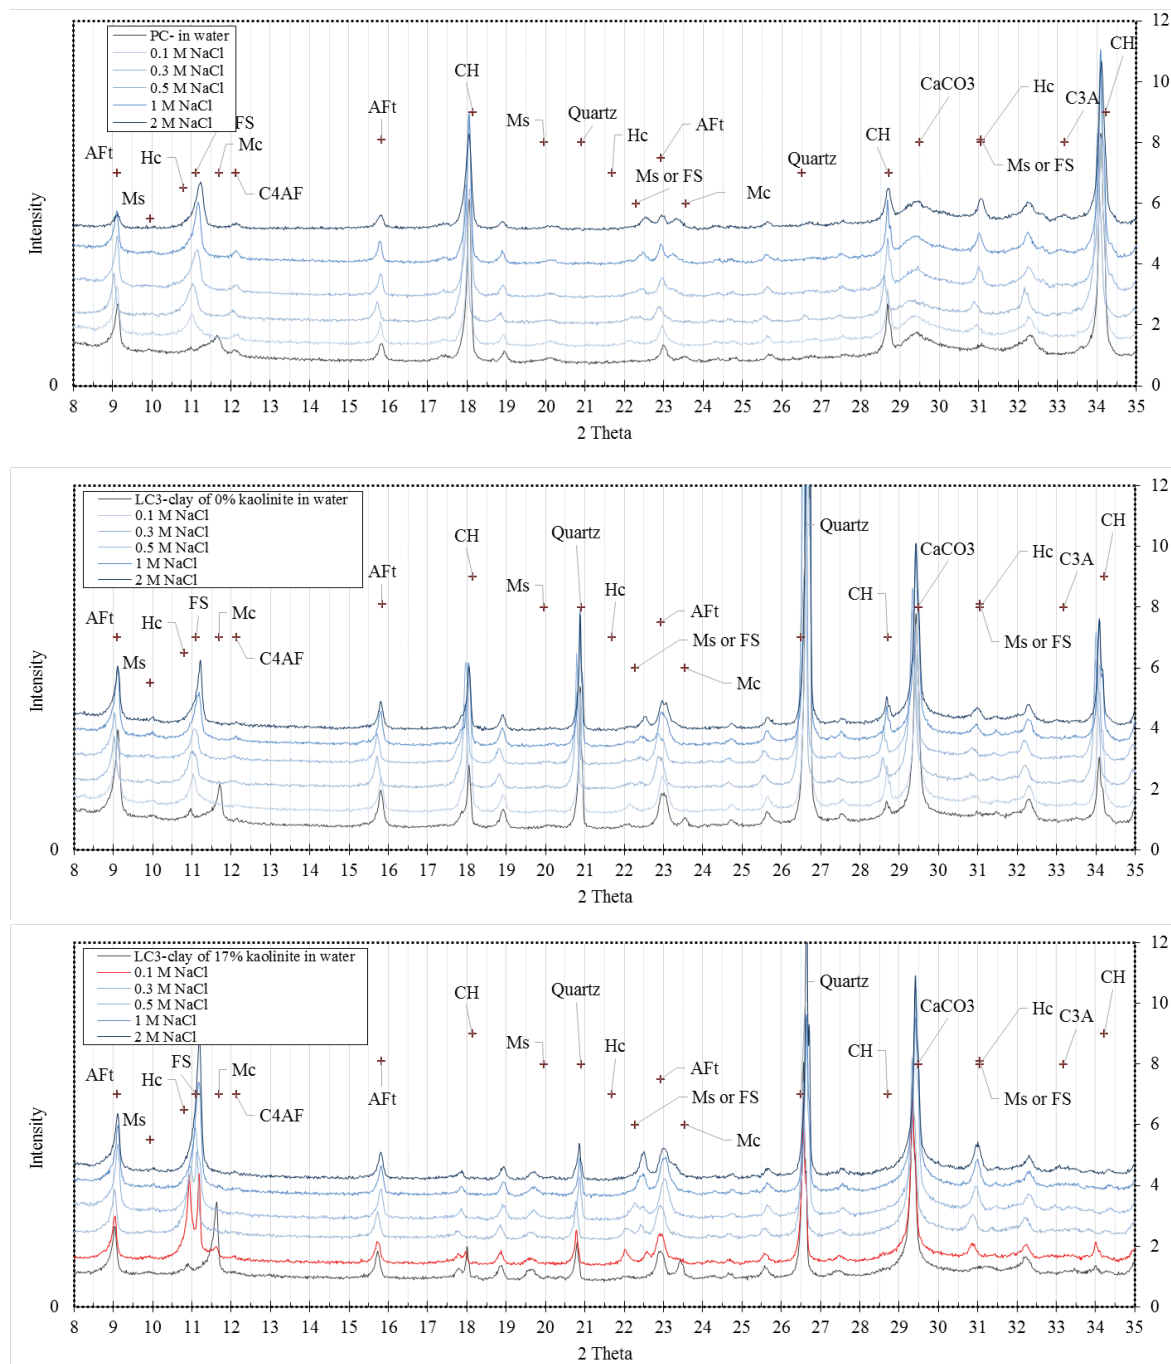 PC- in water
0.1 M NaCl
0.3 M NaCl
0.5 M NaCl
1 M NaCl
2 M NaCl
AFt
Ms
Hc
FS
Mc
C4AF
AFt
CH
Ms
Quartz
Hc
Ms or FS
AFt
Mc
Quartz
CH
CaCO3
Hc
Ms or FS
C3A
CH
Intensity
0
12
10
8
6
4
2
0
8 9 10 11 12 13 14 15 16 17 18 19 20 21 22 23 24 25 26 27 28 29 30 31 32 33 34 35
2 Theta
LC3-clay of 0% kaolinite in water
0.1 M NaCl
0.3 M NaCl
0.5 M NaCl
1 M NaCl
2 M NaCl
AFt
Ms
Hc
FS
Mc
C4AF
AFt
CH
Ms
Quartz
Hc
AFt
Ms or FS
Mc
Quartz
CH
CaCO3
Hc
Ms or FS
C3A
CH
Intensity
0
12
10
8
6
4
2
0
8 9 10 11 12 13 14 15 16 17 18 19 20 21 22 23 24 25 26 27 28 29 30 31 32 33 34 35
2 Theta
LC3-clay of 17% kaolinite in water
0.1 M NaCl
0.3 M NaCl
0.5 M NaCl
1 M NaCl
2 M NaCl
AFt
Ms
Hc
FS
Mc
C4AF
AFt
CH
Ms
Quartz
Hc
AFt
Ms or FS
Mc
Quartz
CH
CaCO3
Hc
Ms or FS
C3A
CH
Intensity
0
12
10
8
6
4
2
0
8 9 10 11 12 13 14 15 16 17 18 19 20 21 22 23 24 25 26 27 28 29 30 31 32 33 34 35
2 Theta